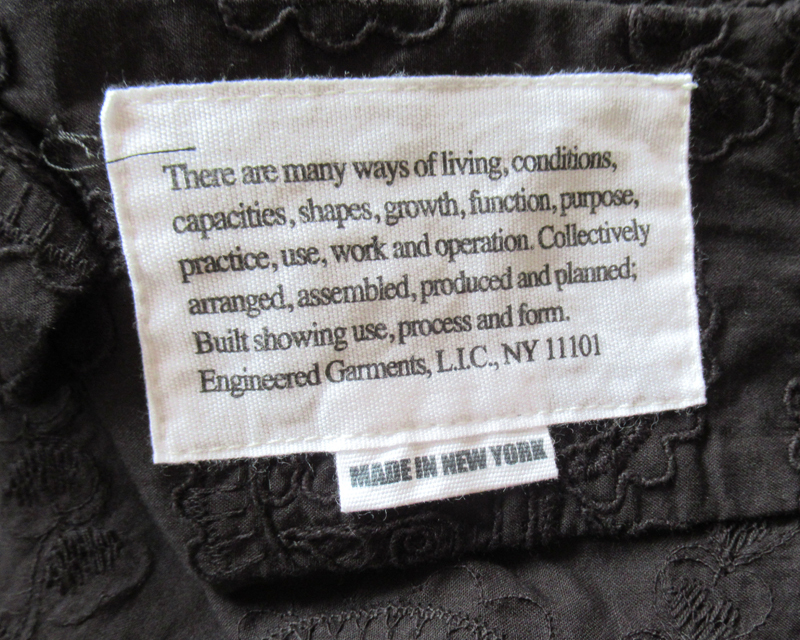 There are many ways of living, conditions,
capacities, shapes, growth, function, purpose,
practice, use, work and operation. Collectively
arranged, assembled, produced and planned;
Built showing use, process and form.
Engineered Garments, L.I.C., NY 11101
MADE IN NEW YORK